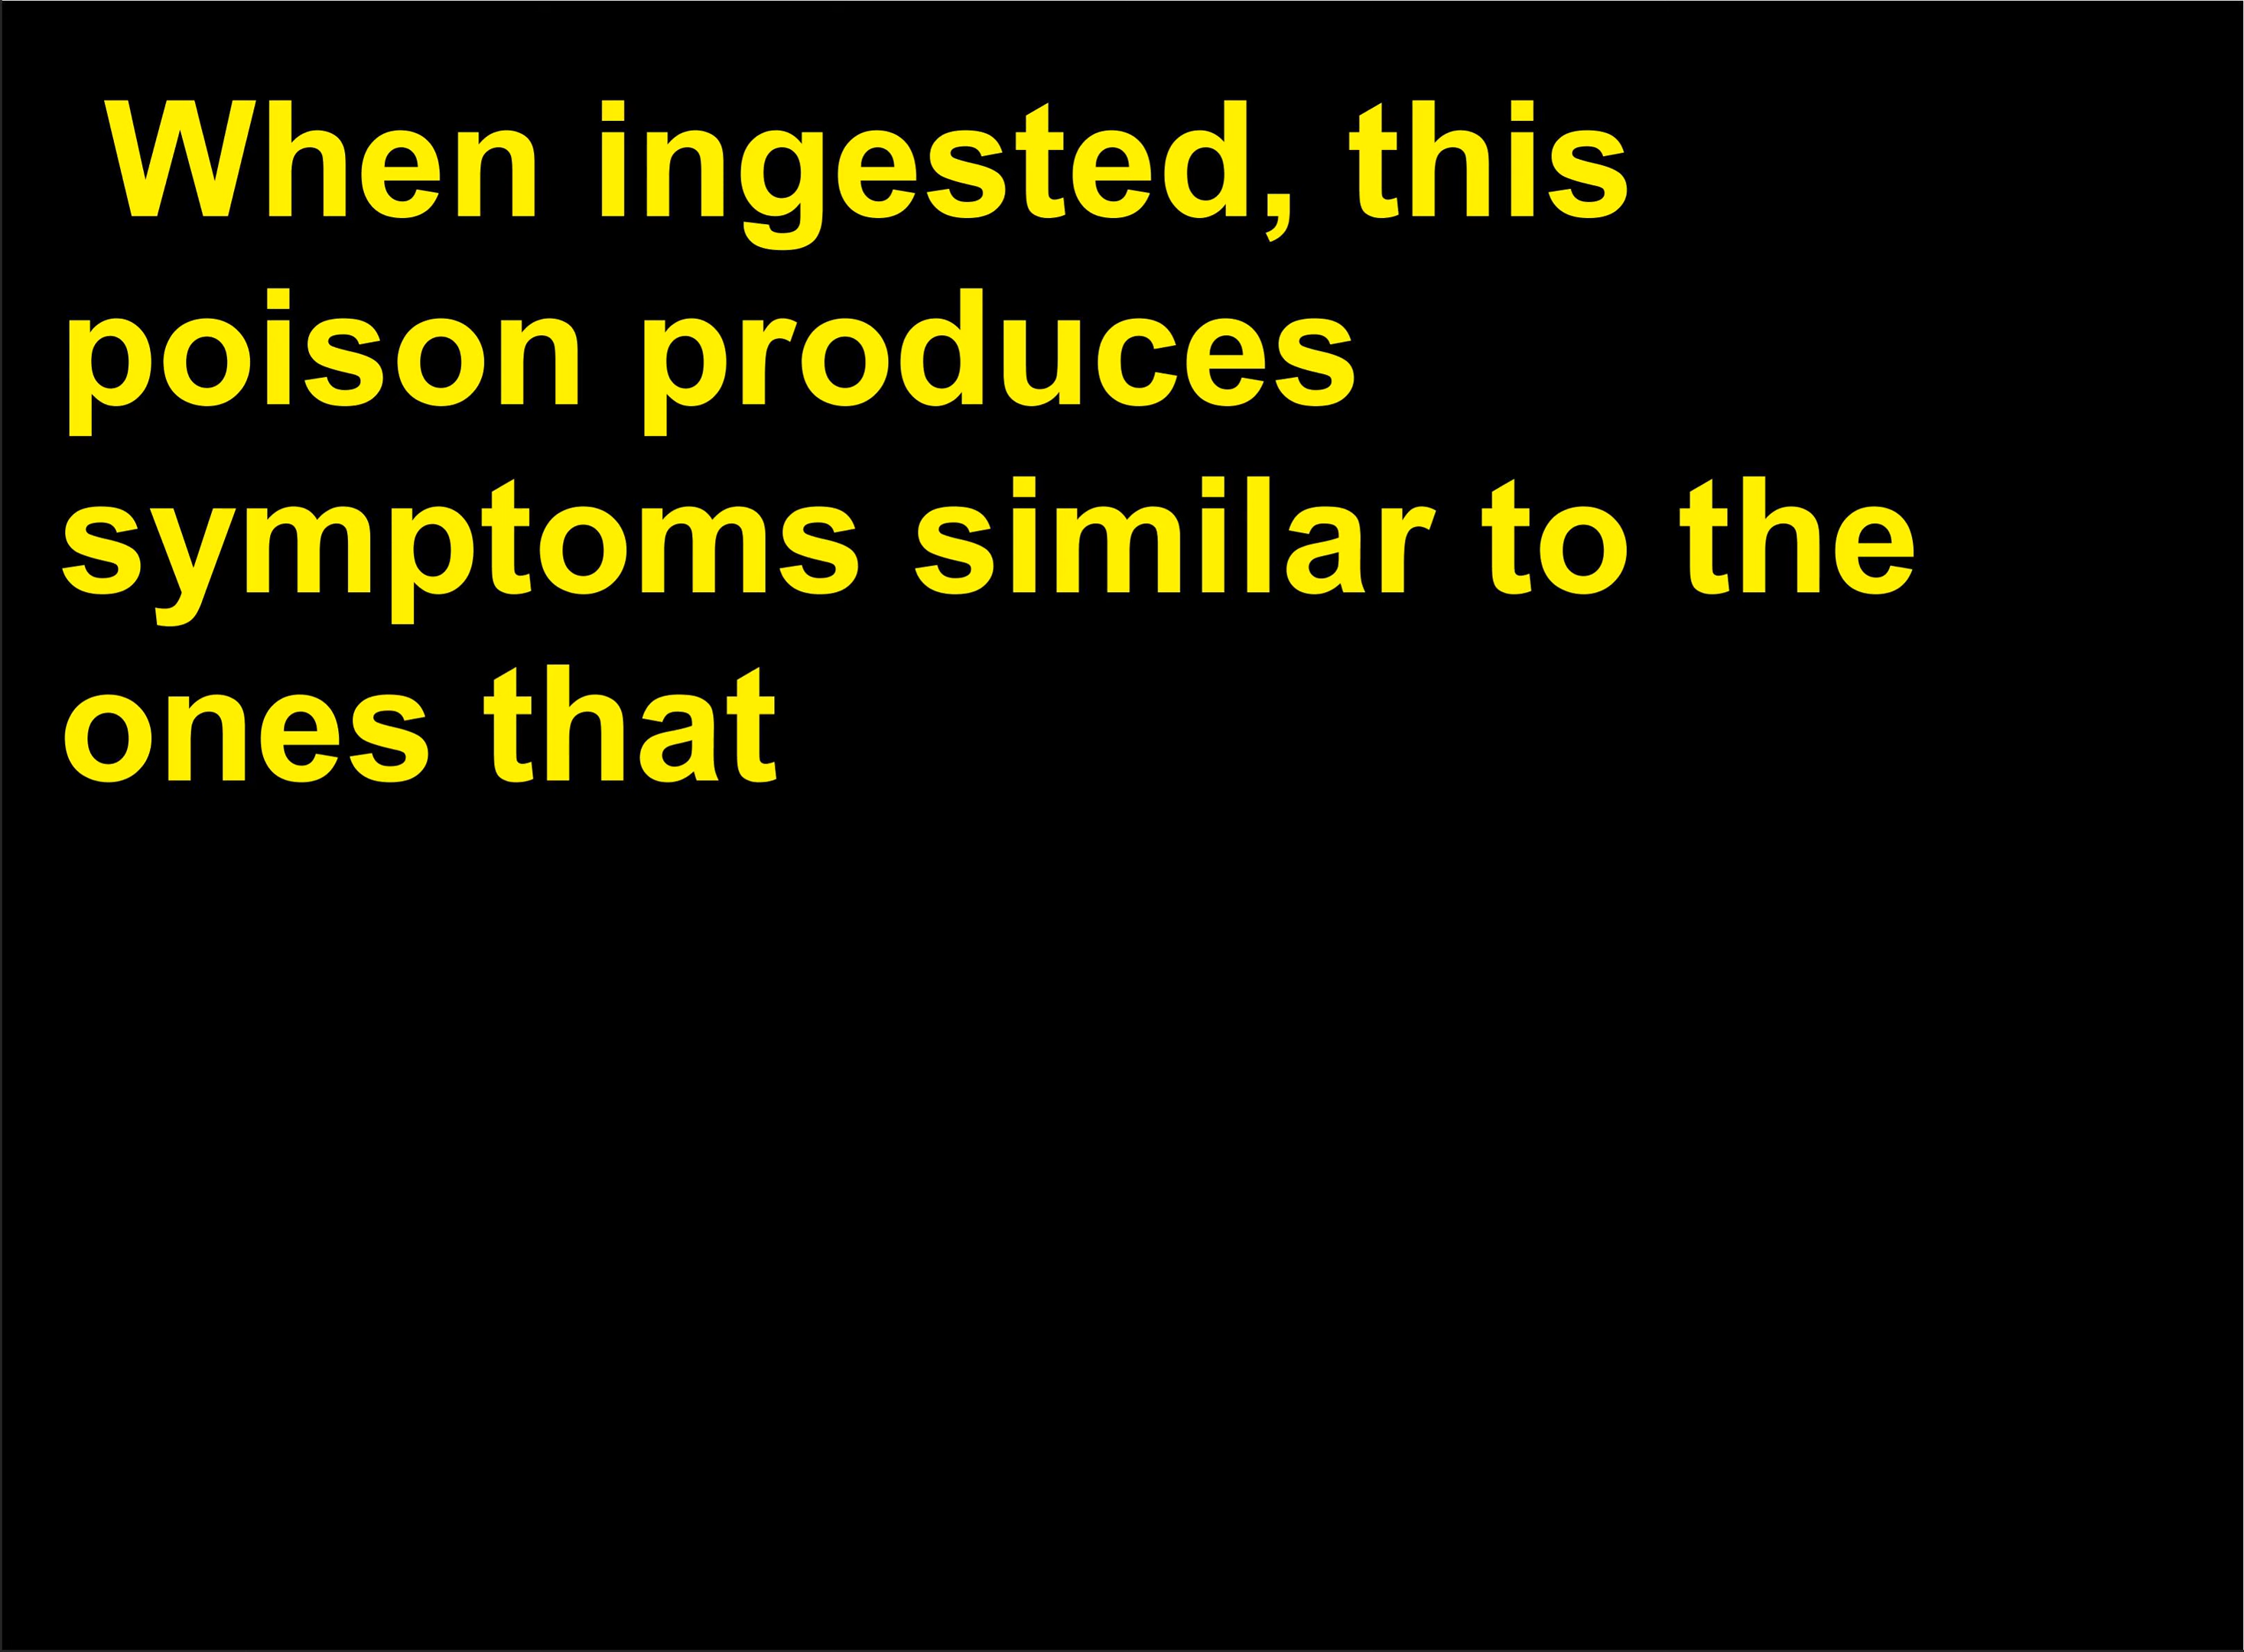 When ingested, this
poison produces
symptoms similar to the
ones that